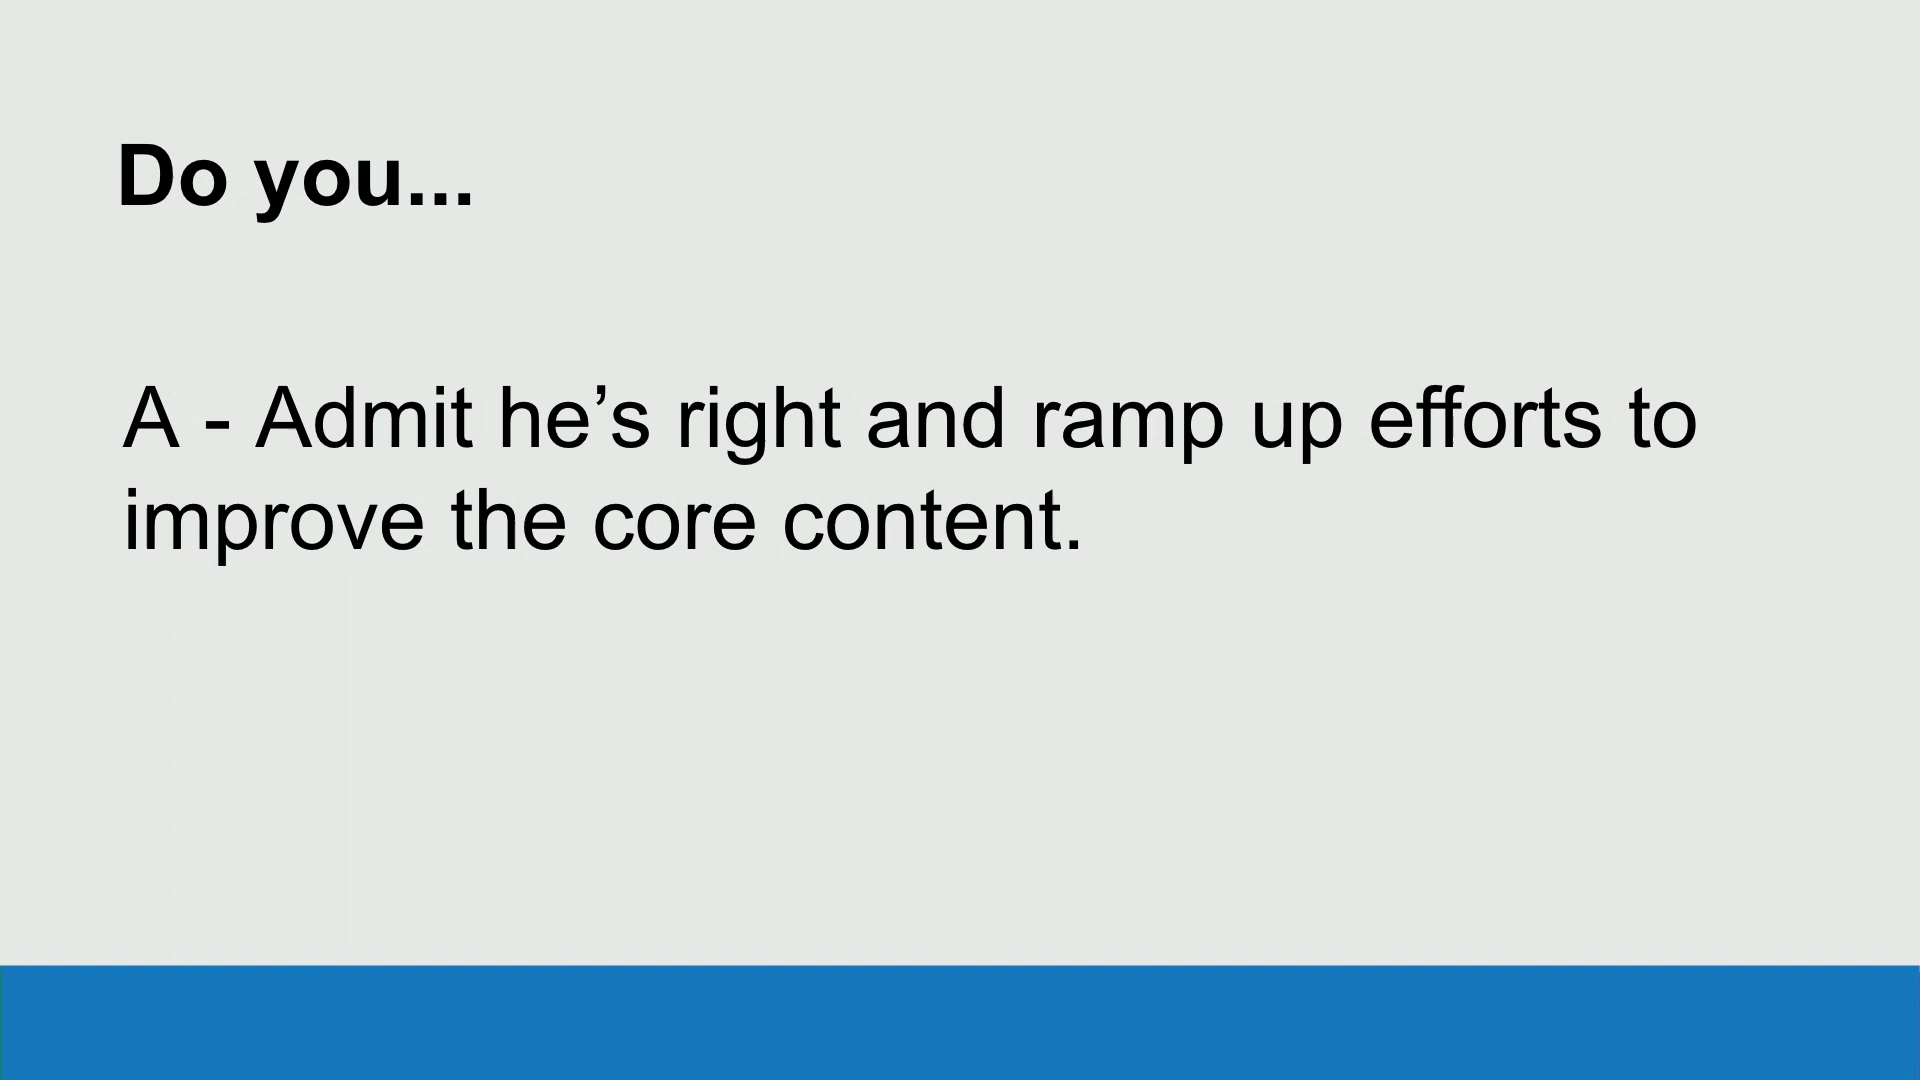 Do you...
A - Admit he’s right and ramp up efforts to
improve the core content.